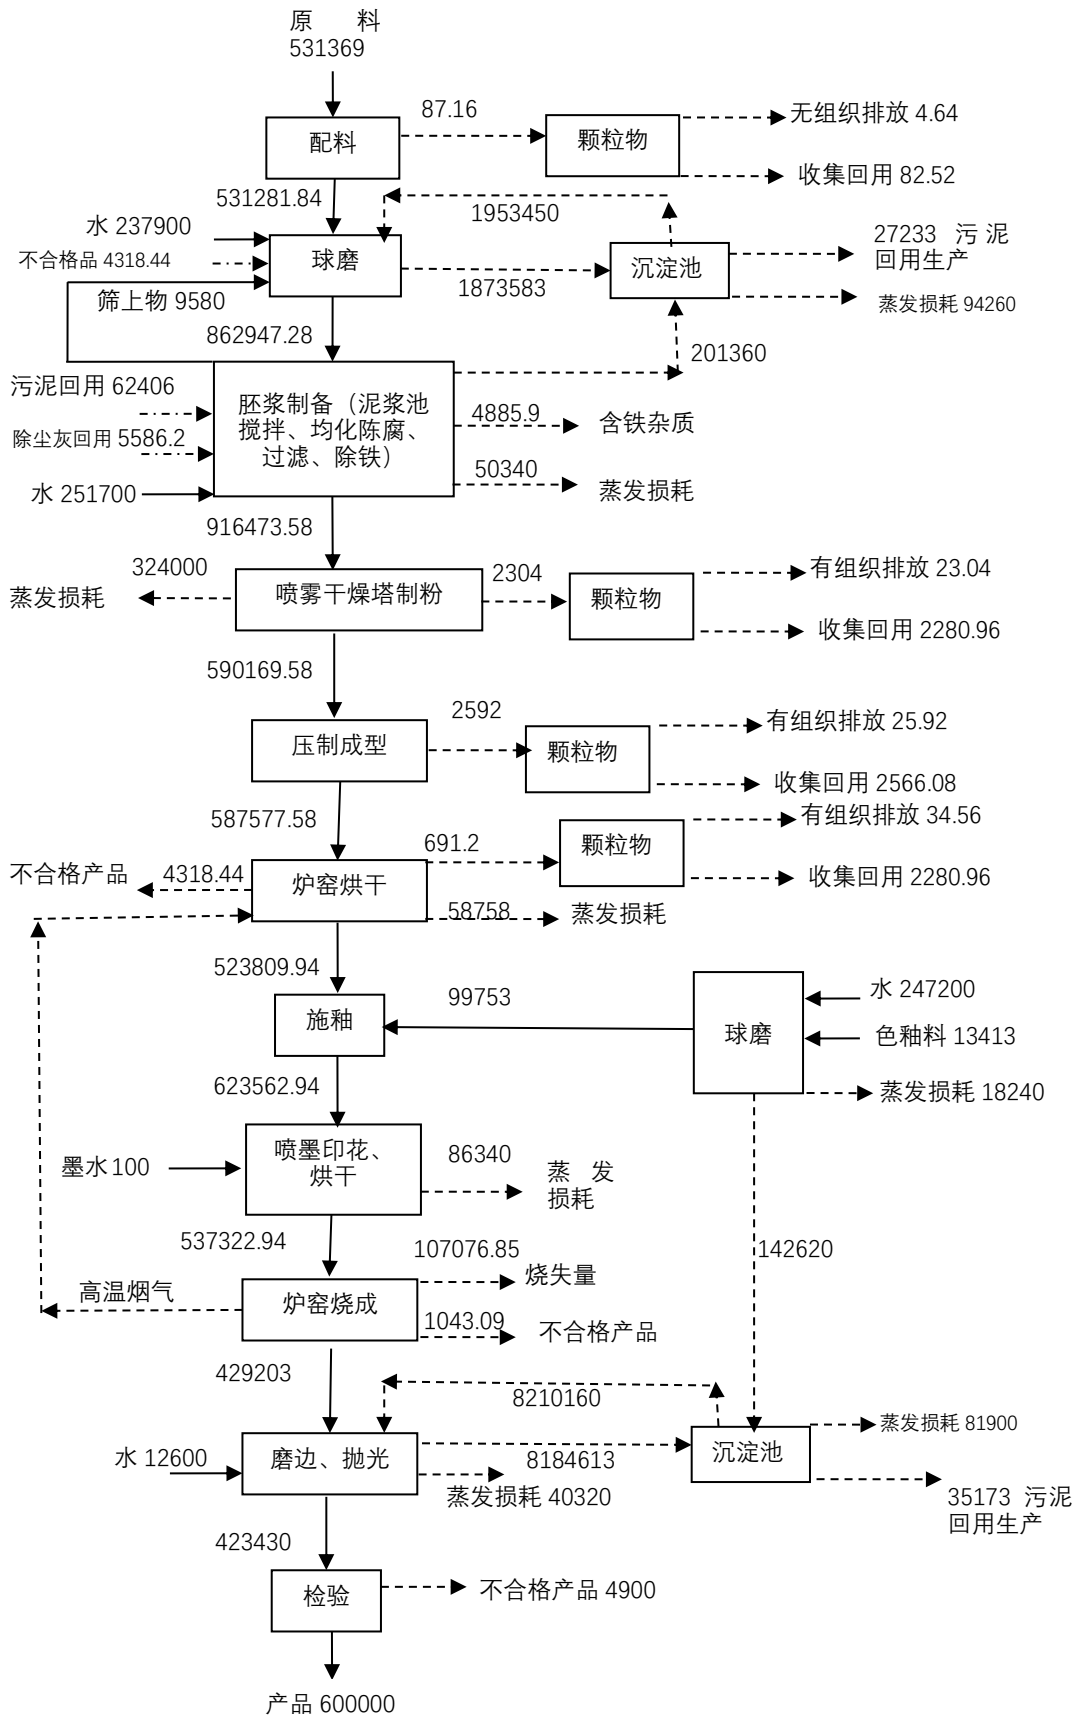 原 料
531369
87.16
无组织排放 4.64
配料
颗粒物
收集回用 82.52
531281.84
1953450
水 237900
27233 污 泥
回用生产
不合格品 4318.44
球磨
沉淀池
1873583
筛上物 9580
蒸发损耗 94260
862947.28
201360
污泥回用 62406
胚浆制备（泥浆池
搅拌、均化陈腐、
过滤、除铁）
4885.9
含铁杂质
除尘灰回用 5586.2
50340
蒸发损耗
水 251700
916473.58
324000
蒸发损耗
喷雾干燥塔制粉
2304
颗粒物
有组织排放 23.04
收集回用 2280.96
590169.58
2592
有组织排放 25.92
压制成型
颗粒物
收集回用 2566.08
587577.58
有组织排放 34.56
691.2
颗粒物
不合格产品
4318.44
炉窑烘干
收集回用 2280.96
58758
蒸发损耗
523809.94
99753
水 247200
施釉
球磨
色釉料 13413
623562.94
蒸发损耗 18240
喷墨印花、
烘干
86340
墨水 100
蒸 发
损耗
537322.94
107076.85
142620
烧失量
高温烟气
炉窑烧成
1043.09
不合格产品
429203
8210160
蒸发损耗 81900
水 12600
磨边、抛光
8184613
沉淀池
蒸发损耗 40320
35173 污泥
回用生产
423430
检验
不合格产品 4900
产品 600000